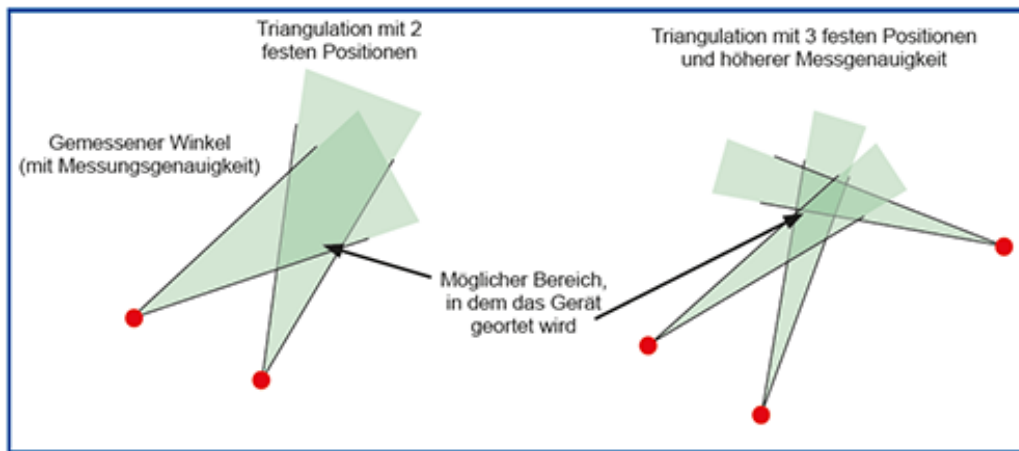 Triangulation mit 2
festen Positionen
Triangulation mit 3 festen Positionen
und höherer Messgenauigkeit
Gemessener Winkel
(mit Messungsgenauigkeit)
Möglicher Bereich,
in dem das Gerät
geortet wird